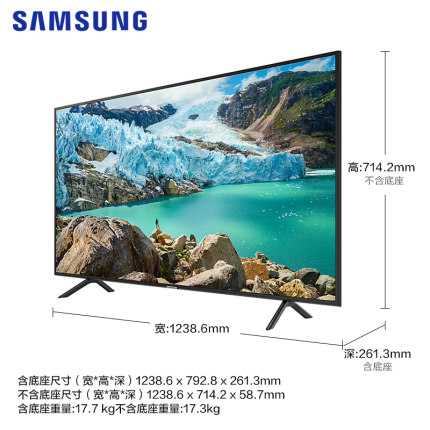 SAMSUNG
高:714.2mm
不含底座
宽:1238.6mm
深:261.3mm
含底座
含底座尺寸（宽*高*深）1238.6 x 792.8 x 261.3mm
不含底座尺寸（宽*高*深）1238.6 x 714.2 x 58.7mm
含底座重量:17.7 kg不含底座重量:17.3kg